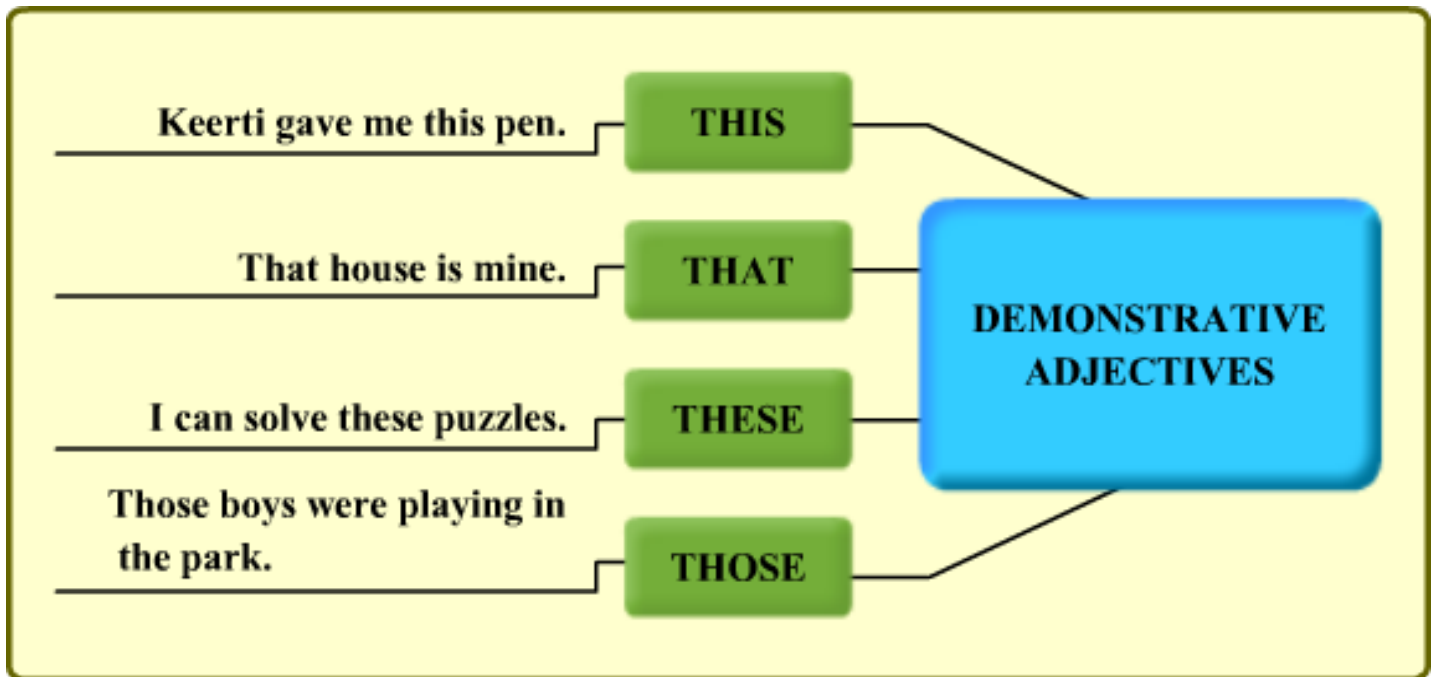 Keerti gave me this pen.
THIS
That house is mine.
THAT
DEMONSTRATIVE
ADJECTIVES
I can solve these puzzles.
THESE
Those boys were playing in
the park.
THOSE